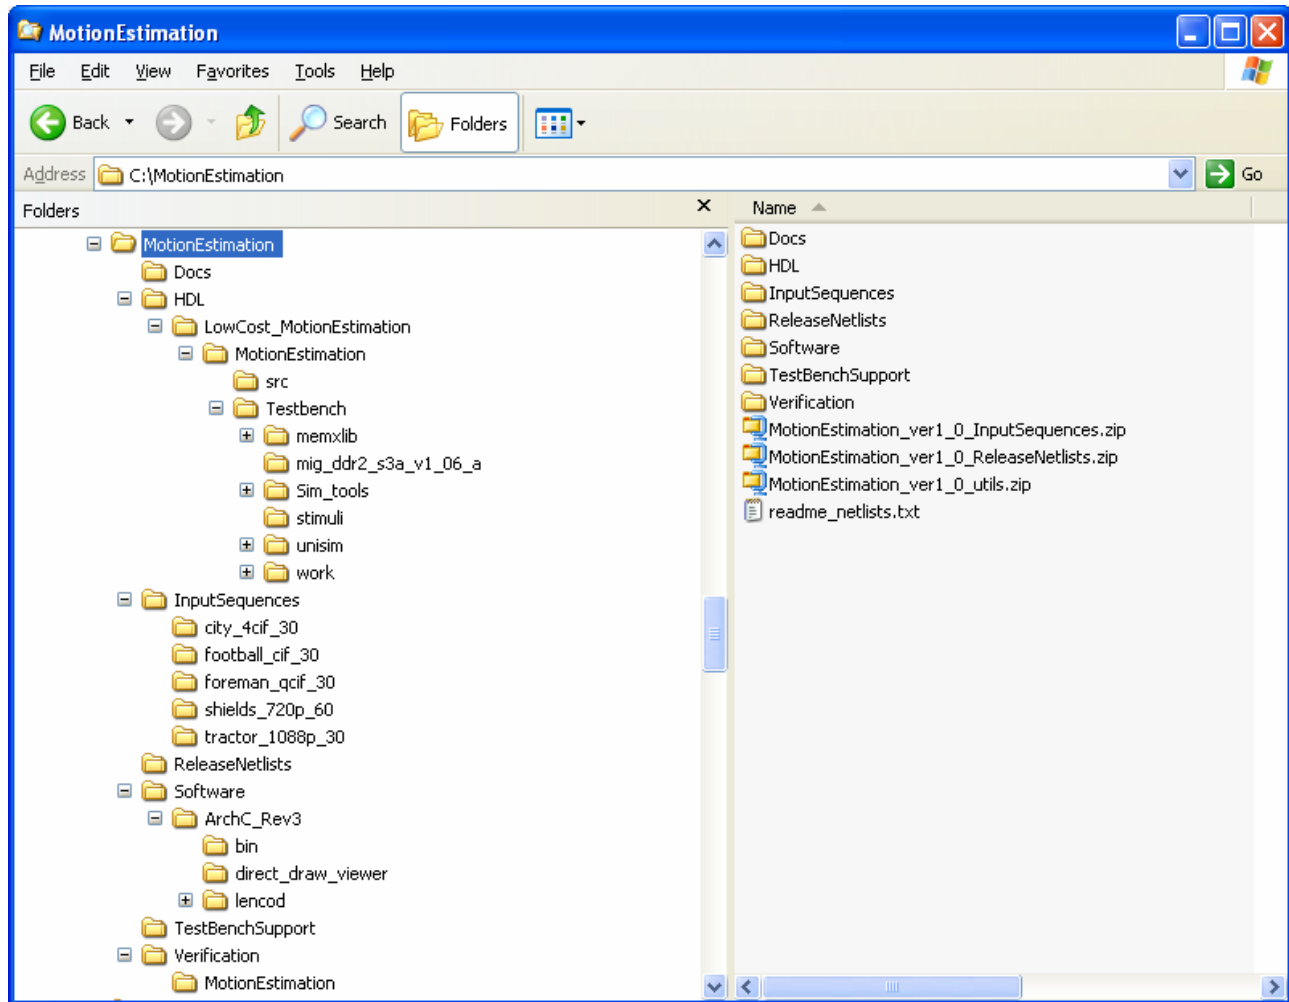 MotionEstimation
File Edit View Favorites Tools Help
Back Search Folders
Address C:\MotionEstimation Go
Folders
MotionEstimation
Docs
HDL
LowCost_MotionEstimation
MotionEstimation
src
Testbench
memxlib
mig_ddr2_s3a_v1_06_a
Sim_tools
stimuli
unisim
work
InputSequences
city_4cif_30
football_cif_30
foreman_qcif_30
shields_720p_60
tractor_1088p_30
ReleaseNetlists
Software
ArchC_Rev3
bin
direct_draw_viewer
lencod
TestBenchSupport
Verification
MotionEstimation
Name
Docs
HDL
InputSequences
ReleaseNetlists
Software
TestBenchSupport
Verification
MotionEstimation_ver1_0_InputSequences.zip
MotionEstimation_ver1_0_ReleaseNetlists.zip
MotionEstimation_ver1_0_utils.zip
readme_netlists.txt